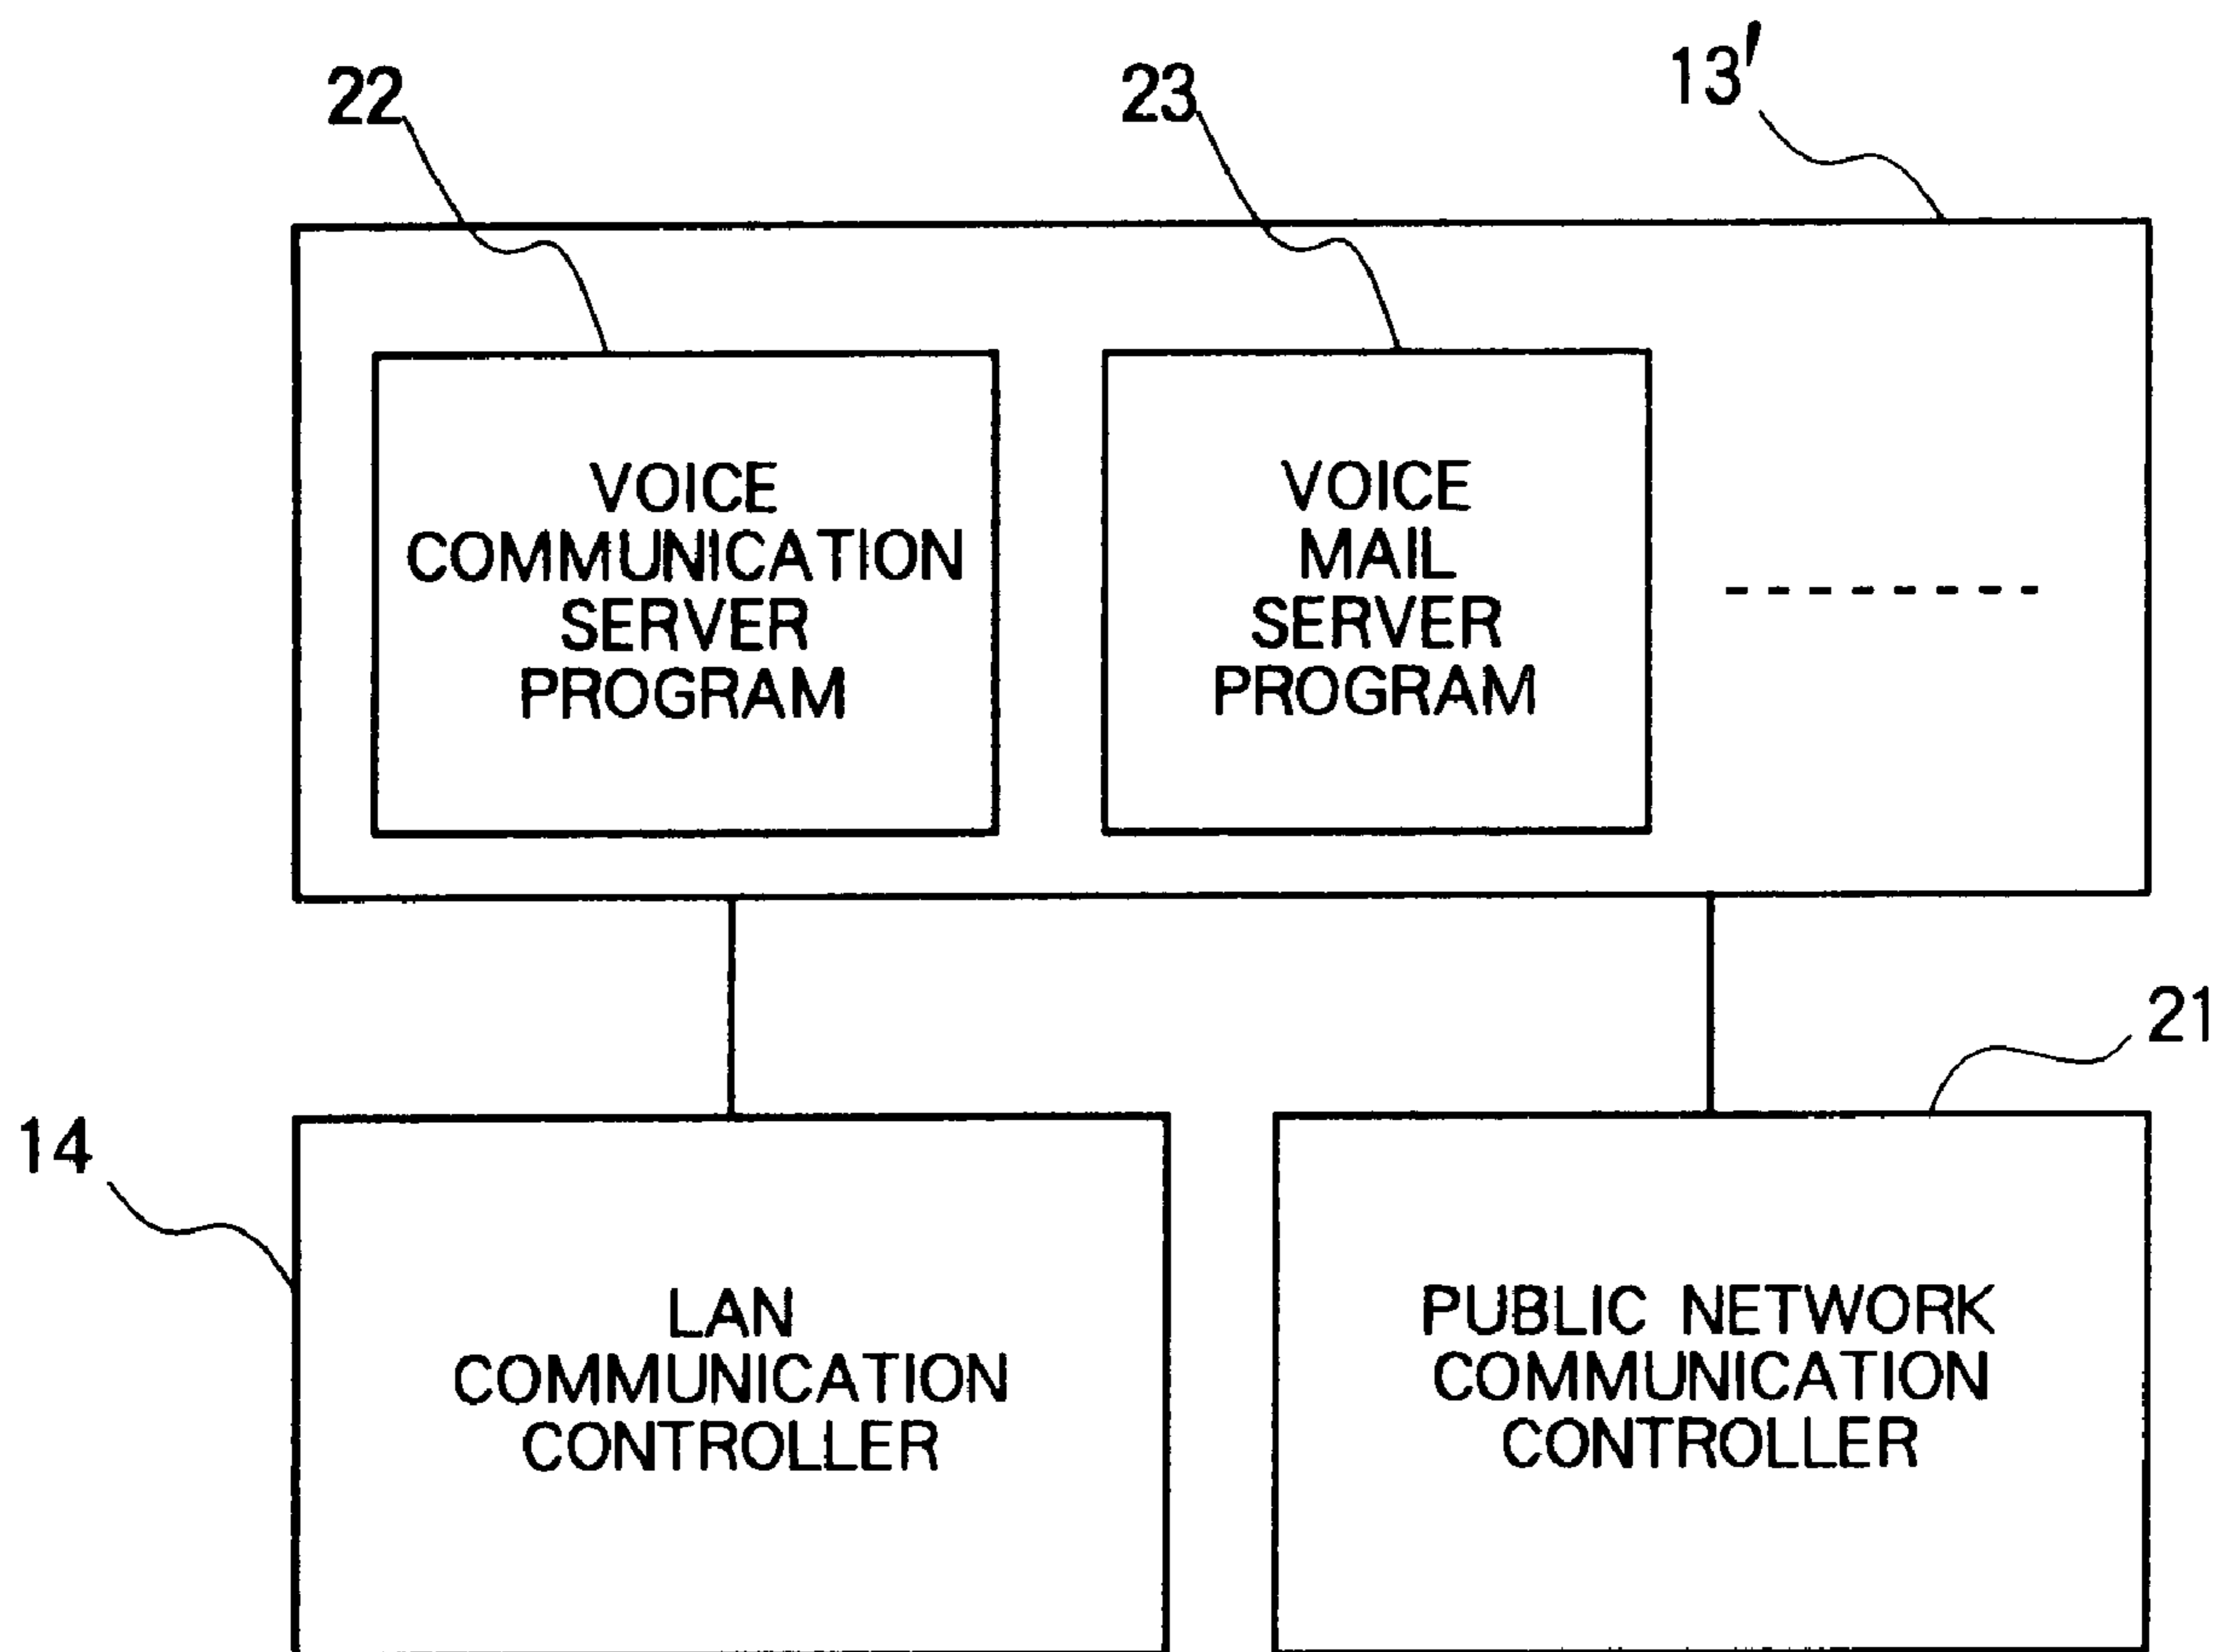 22
23
13'
VOICE
COMMUNICATION
SERVER
PROGRAM
VOICE
MAIL
SERVER
PROGRAM
21
14
LAN
COMMUNICATION
CONTROLLER
PUBLIC NETWORK
COMMUNICATION
CONTROLLER